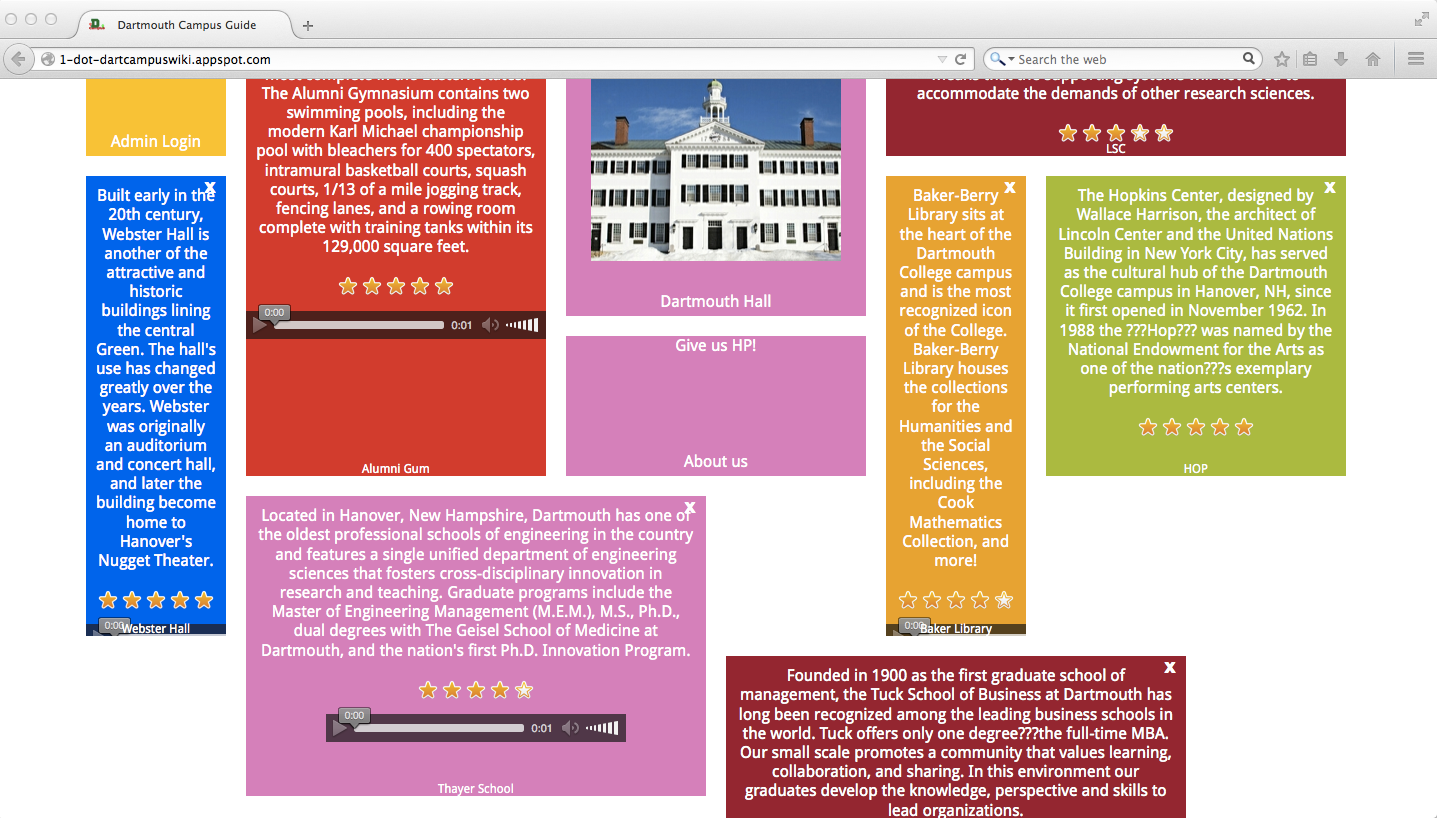 Dartmouth Campus Guide
1-dot-dartcampuswiki.appspot.com
Search the web
Admin Login
x
Built early in the
20th century,
Webster Hall is
another of the
attractive and
historic
buildings lining
the central
Green. The hall's
use has changed
greatly over the
years. Webster
was originally
an auditorium
and concert hall,
and later the
building become
home to
Hanover's
Nugget Theater.
0:00
Webster Hall
The Alumni Gymnasium contains two
swimming pools, including the
modern Karl Michael championship
pool with bleachers for 400 spectators,
intramural basketball courts, squash
courts, 1/13 of a mile jogging track,
fencing lanes, and a rowing room
complete with training tanks within its
129,000 square feet.
0:00
0:01
Alumni Gum
Dartmouth Hall
Give us HP!
About us
accommodate the demands of other research sciences.
LSC
x
Baker-Berry
Library sits at
the heart of the
Dartmouth
College campus
and is the most
recognized icon
of the College.
Baker-Berry
Library houses
the collections
for the
Humanities and
the Social
Sciences,
including the
Cook
Mathematics
Collection, and
more!
0:00
Baker Library
x
The Hopkins Center, designed by
Wallace Harrison, the architect of
Lincoln Center and the United Nations
Building in New York City, has served
as the cultural hub of the Dartmouth
College campus in Hanover, NH, since
it first opened in November 1962. In
1988 the ???Hop??? was named by the
National Endowment for the Arts as
one of the nation???s exemplary
performing arts centers.
HOP
x
Located in Hanover, New Hampshire, Dartmouth has one of
the oldest professional schools of engineering in the country
and features a single unified department of engineering
sciences that fosters cross-disciplinary innovation in
research and teaching. Graduate programs include the
Master of Engineering Management (M.E.M.), M.S., Ph.D.,
dual degrees with The Geisel School of Medicine at
Dartmouth, and the nation's first Ph.D. Innovation Program.
0:00
0:01
Thayer School
x
Founded in 1900 as the first graduate school of
management, the Tuck School of Business at Dartmouth has
long been recognized among the leading business schools in
the world. Tuck offers only one degree???the full-time MBA.
Our small scale promotes a community that values learning,
collaboration, and sharing. In this environment our
graduates develop the knowledge, perspective and skills to
lead organizations.